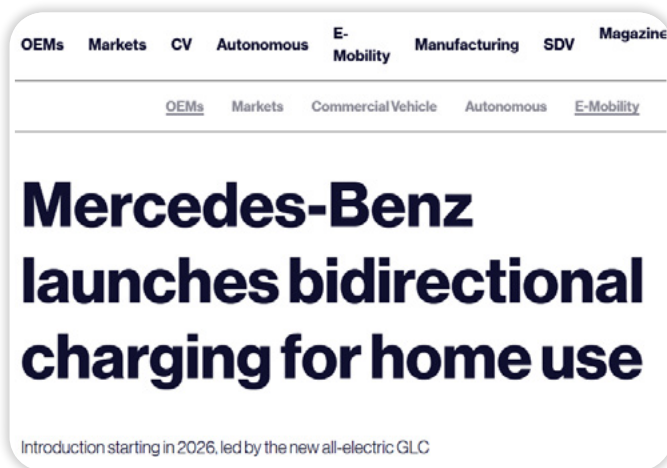 OEMs Markets CV Autonomous E-Mobility Manufacturing SDV Magazine
OEMs Markets Commercial Vehicle Autonomous E-Mobility
Mercedes-Benz
launches bidirectional
charging for home use
Introduction starting in 2026, led by the new all-electric GLC